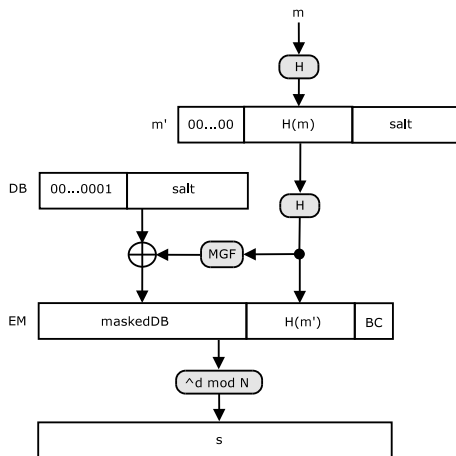 m
H
m' 00...00 H(m) salt
DB 00...0001 salt
H
MGF
EM maskedDB H(m') BC
^d mod N
s